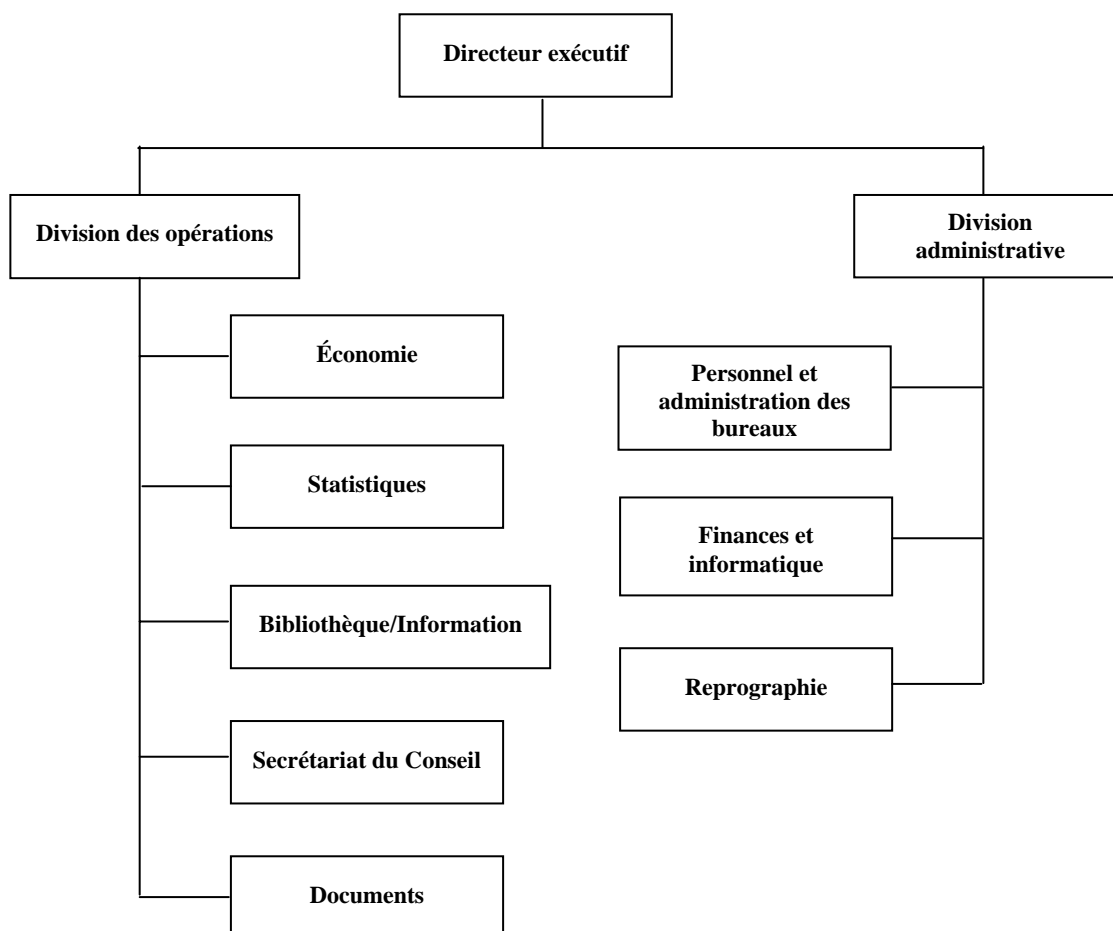 Directeur exécutif
Division des opérations
Division
administrative
Économie
Statistiques
Bibliothèque/Information
Secrétariat du Conseil
Documents
Personnel et
administration des
bureaux
Finances et
informatique
Reprographie